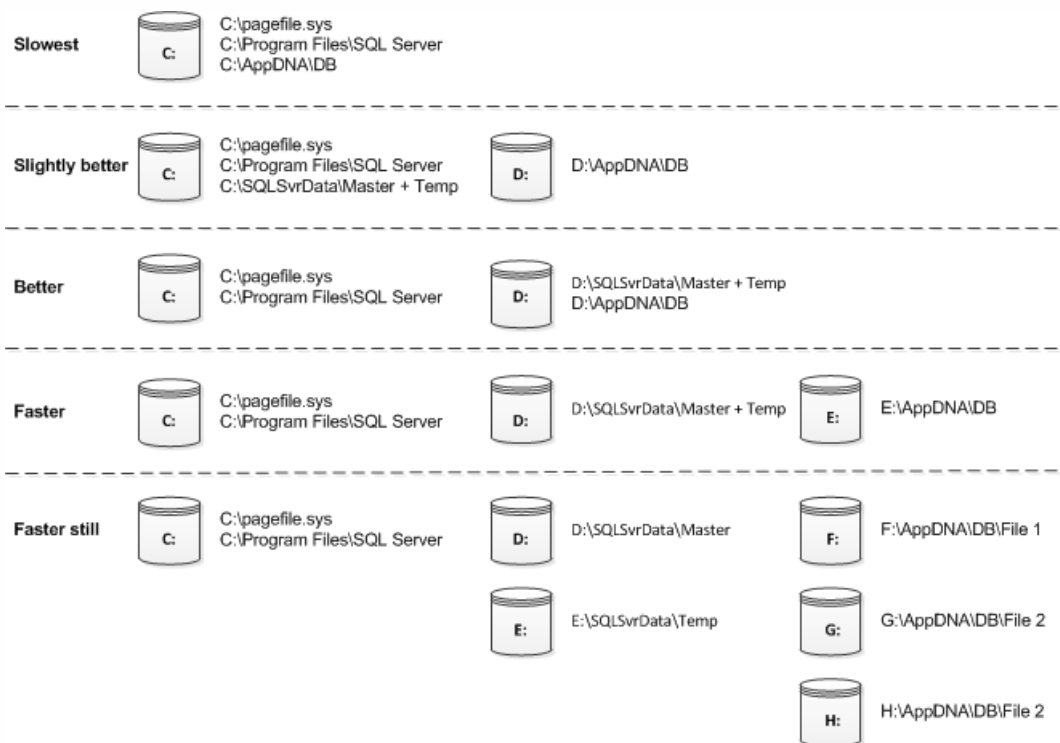 Slowest
C:
C:\pagefile.sys
C:\Program Files\SQL Server
C:\AppDNA\DB
Slightly better
C:
C:\pagefile.sys
C:\Program Files\SQL Server
C:\SQLSvrData\Master + Temp
D:
D:\AppDNA\DB
Better
C:
C:\pagefile.sys
C:\Program Files\SQL Server
D:
D:\SQLSvrData\Master + Temp
D:\AppDNA\DB
Faster
C:
C:\pagefile.sys
C:\Program Files\SQL Server
D:
D:\SQLSvrData\Master + Temp
E:
E:\AppDNA\DB
Faster still
C:
C:\pagefile.sys
C:\Program Files\SQL Server
D:
D:\SQLSvrData\Master
F:
F:\AppDNA\DB\File 1
E:
E:\SQLSvrData\Temp
G:
G:\AppDNA\DB\File 2
H:
H:\AppDNA\DB\File 2